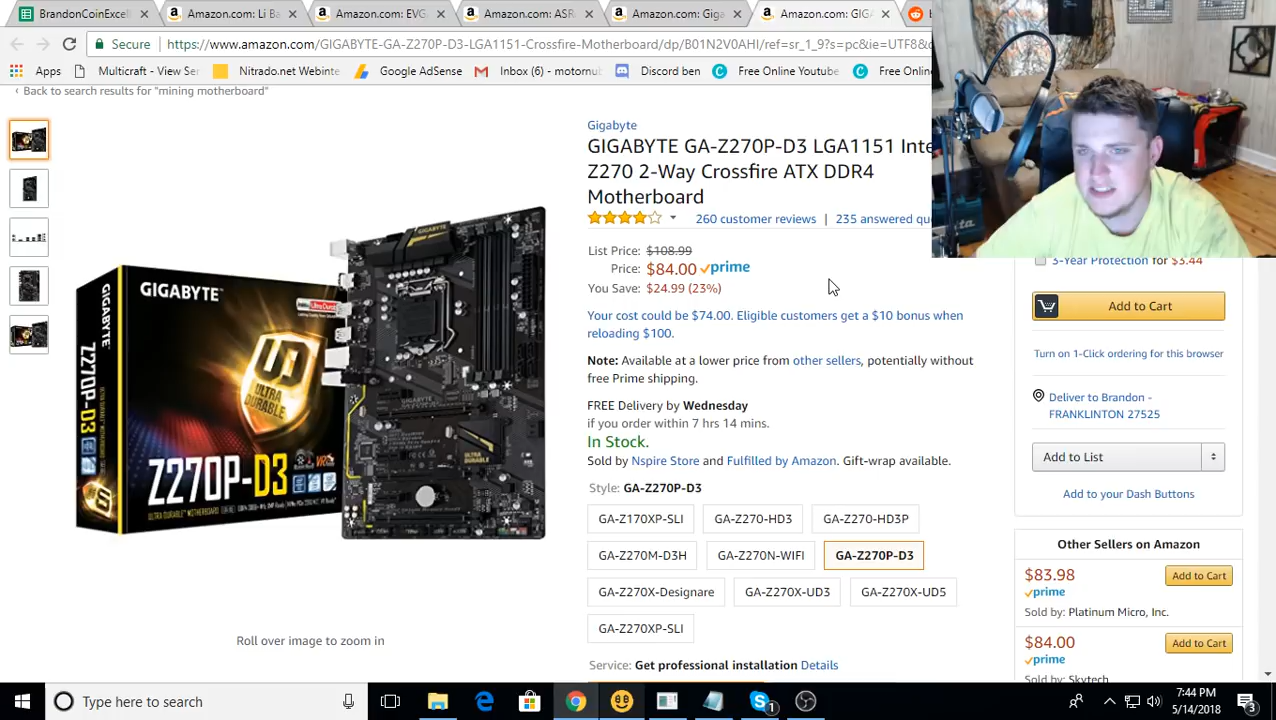 BrandonCoinExcel
Amazon.com: Li Ba
Amazon.com: EVG
Amazon.com: ASR
Amazon.com: Giga
Amazon.com: GIGA
Secure
https://www.amazon.com/GIGABYTE-GA-Z270P-D3-LGA1151-Crossfire-Motherboard/dp/B01N2V0AHI/ref=sr_1_9?s=pc&ie=UTF8&
Apps
Multicraft - View Se
Nitrado.net Webinte
Google AdSense
Inbox (6) - motomub
Discord ben
Free Online Youtube
Free Onlin
‹ Back to search results for "mining motherboard"
Gigabyte
GIGABYTE GA-Z270P-D3 LGA1151 Inte
Z270 2-Way Crossfire ATX DDR4
Motherboard
260 customer reviews | 235 answered qu
List Price: $108.99
Price: $84.00 prime
You Save: $24.99 (23%)
Your cost could be $74.00. Eligible customers get a $10 bonus when
reloading $100.
Note: Available at a lower price from other sellers, potentially without
free Prime shipping.
FREE Delivery by Wednesday
if you order within 7 hrs 14 mins.
In Stock.
Sold by Nspire Store and Fulfilled by Amazon. Gift-wrap available.
Style: GA-Z270P-D3
GA-Z170XP-SLI
GA-Z270-HD3
GA-Z270-HD3P
GA-Z270M-D3H
GA-Z270N-WIFI
GA-Z270P-D3
GA-Z270X-Designare
GA-Z270X-UD3
GA-Z270X-UD5
GA-Z270XP-SLI
Service: Get professional installation Details
GIGABYTE
GIGABYTE
GIGABYTE
ULTRA DURABLE
Z270P-D3
Z270P-D3
Roll over image to zoom in
3-Year Protection for $3.44
Add to Cart
Turn on 1-Click ordering for this browser
Deliver to Brandon -
FRANKLINTON 27525
Add to List
Add to your Dash Buttons
Other Sellers on Amazon
$83.98
prime
Add to Cart
Sold by: Platinum Micro, Inc.
$84.00
prime
Add to Cart
Sold by: Skytech
Type here to search
1
7:44 PM
5/14/2018
3